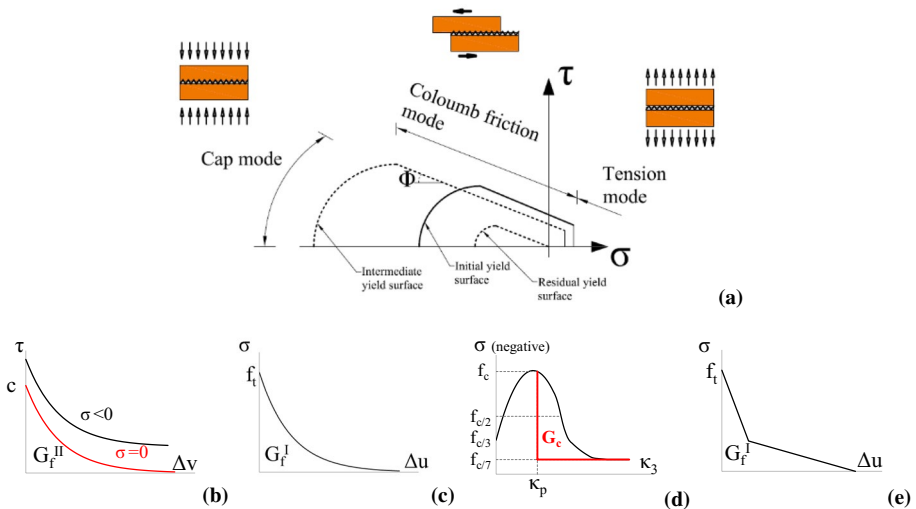 τ
Coloumb friction
mode
Cap mode
Tension
mode
Φ
σ
Intermediate
yield surface
Initial yield
surface
Residual yield
surface
(a)
τ
c
σ<0
σ=0
G_f^II
Δv
(b)
σ
f_t
G_f^I
Δu
(c)
σ (negative)
f_c
f_c/2
f_c/3
f_c/7
G_c
κ_3
κ_p
(d)
σ
f_t
G_f^I
Δu
(e)